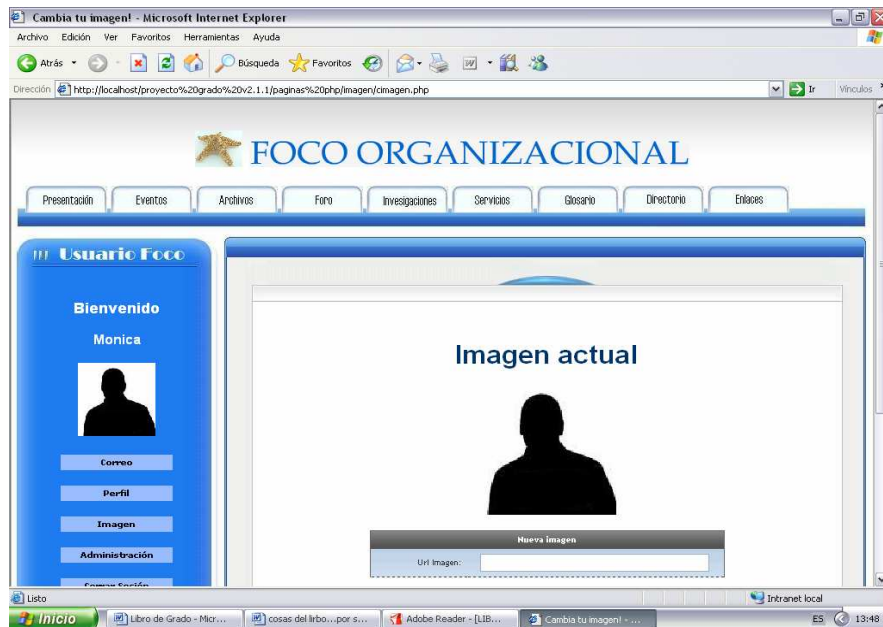 Cambia tu imagen! - Microsoft Internet Explorer
Archivo Edición Ver Favoritos Herramientas Ayuda
Atrás Búsqueda Favoritos
Dirección http://localhost/proyecto%20grado%20v2.1.1/paginas%20php/imagen/cimagen.php Ir Vínculos
FOCO ORGANIZACIONAL
Presentación Eventos Archivos Foro Invesigaciones Servicios Glosario Directorio Enlaces
Usuario Foco
Bienvenido
Monica
Imagen actual
Correo
Perfil
Imagen
Nueva imagen
Administración
Url Imagen:
Listo Intranet local
Inicio Libro de Grado - Micr... cosas del lirbo...por s... Adobe Reader - [LIB... Cambia tu imagen! - ... ES 13:48